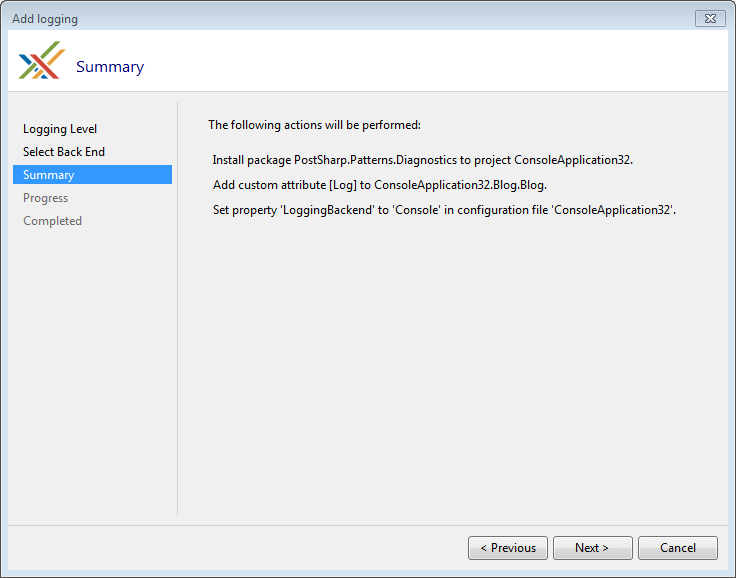 Add logging
Summary
Logging Level
Select Back End
Summary
Progress
Completed
The following actions will be performed:
Install package PostSharp.Patterns.Diagnostics to project ConsoleApplication32.
Add custom attribute [Log] to ConsoleApplication32.Blog.Blog.
Set property 'LoggingBackend' to 'Console' in configuration file 'ConsoleApplication32'.
< Previous
Next >
Cancel